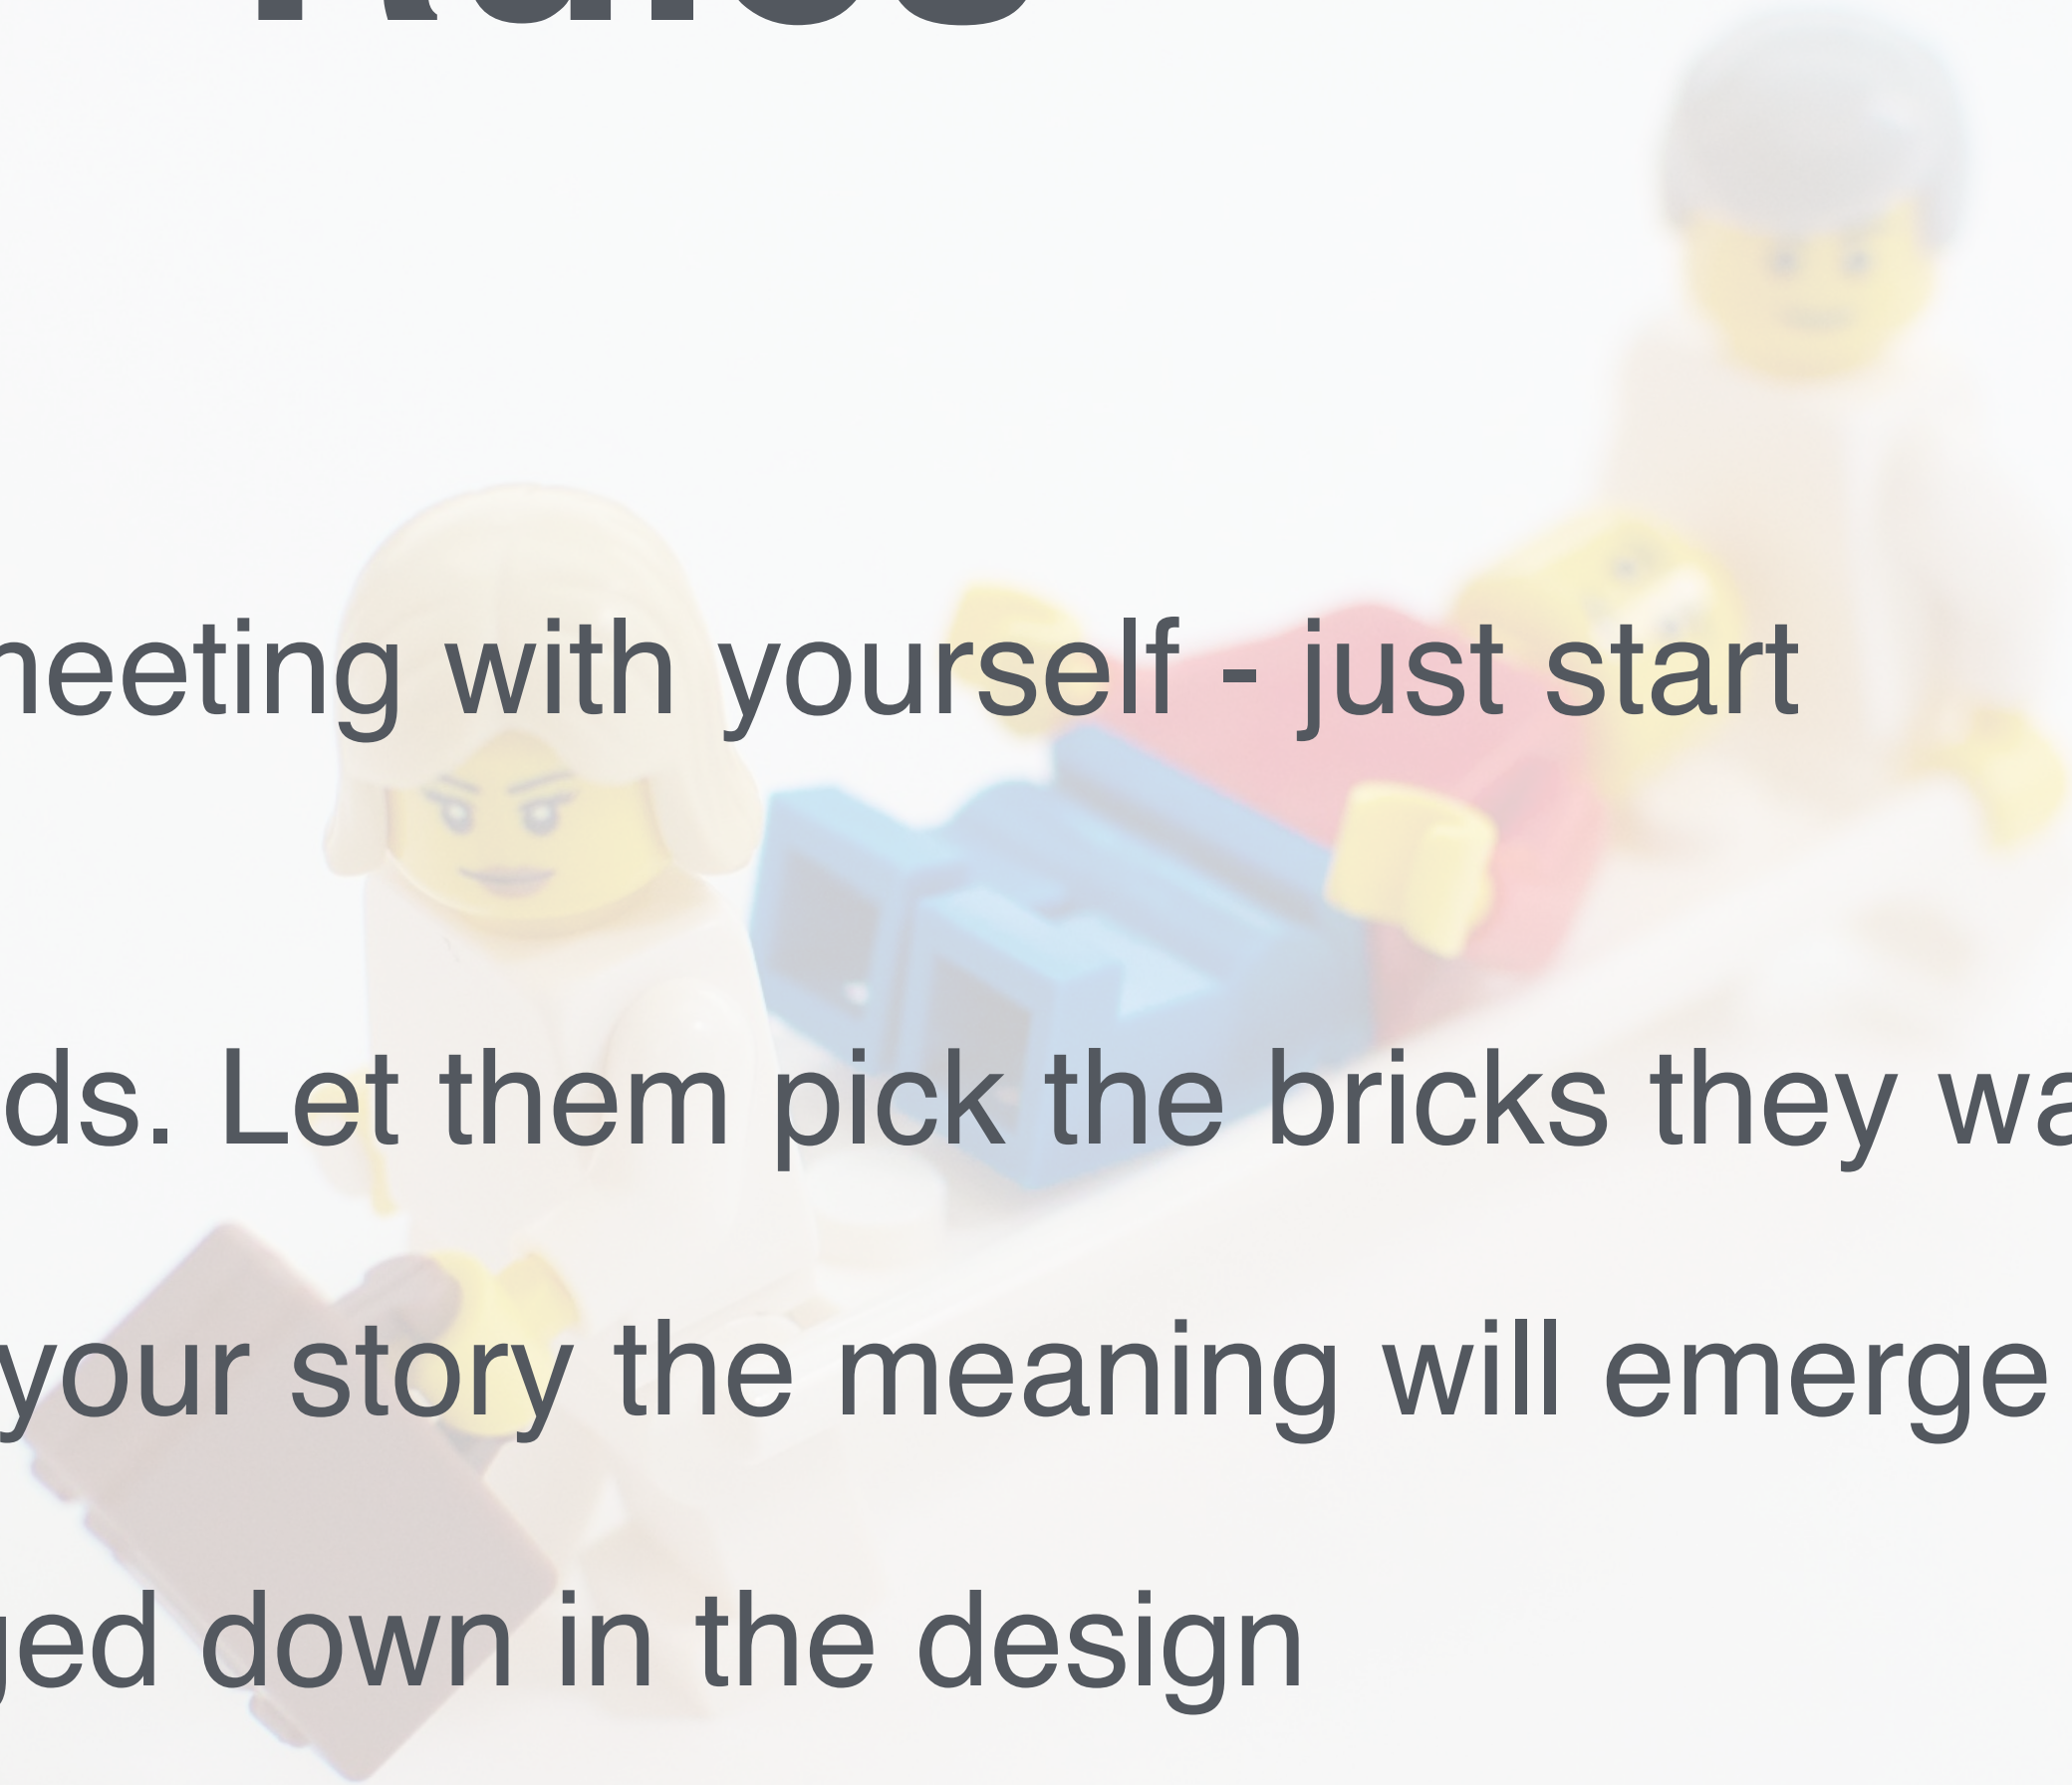 Rules
neeting with yourself - just start
ds. Let them pick the bricks they wa
your story the meaning will emerge
ged down in the design